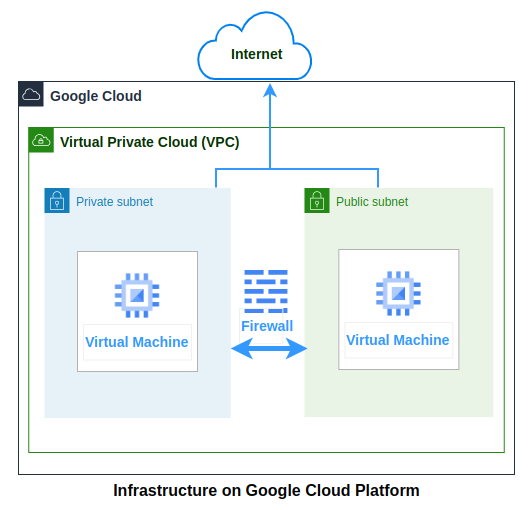 Internet
Google Cloud
Virtual Private Cloud (VPC)
Private subnet
Public subnet
Firewall
Virtual Machine
Virtual Machine
Infrastructure on Google Cloud Platform